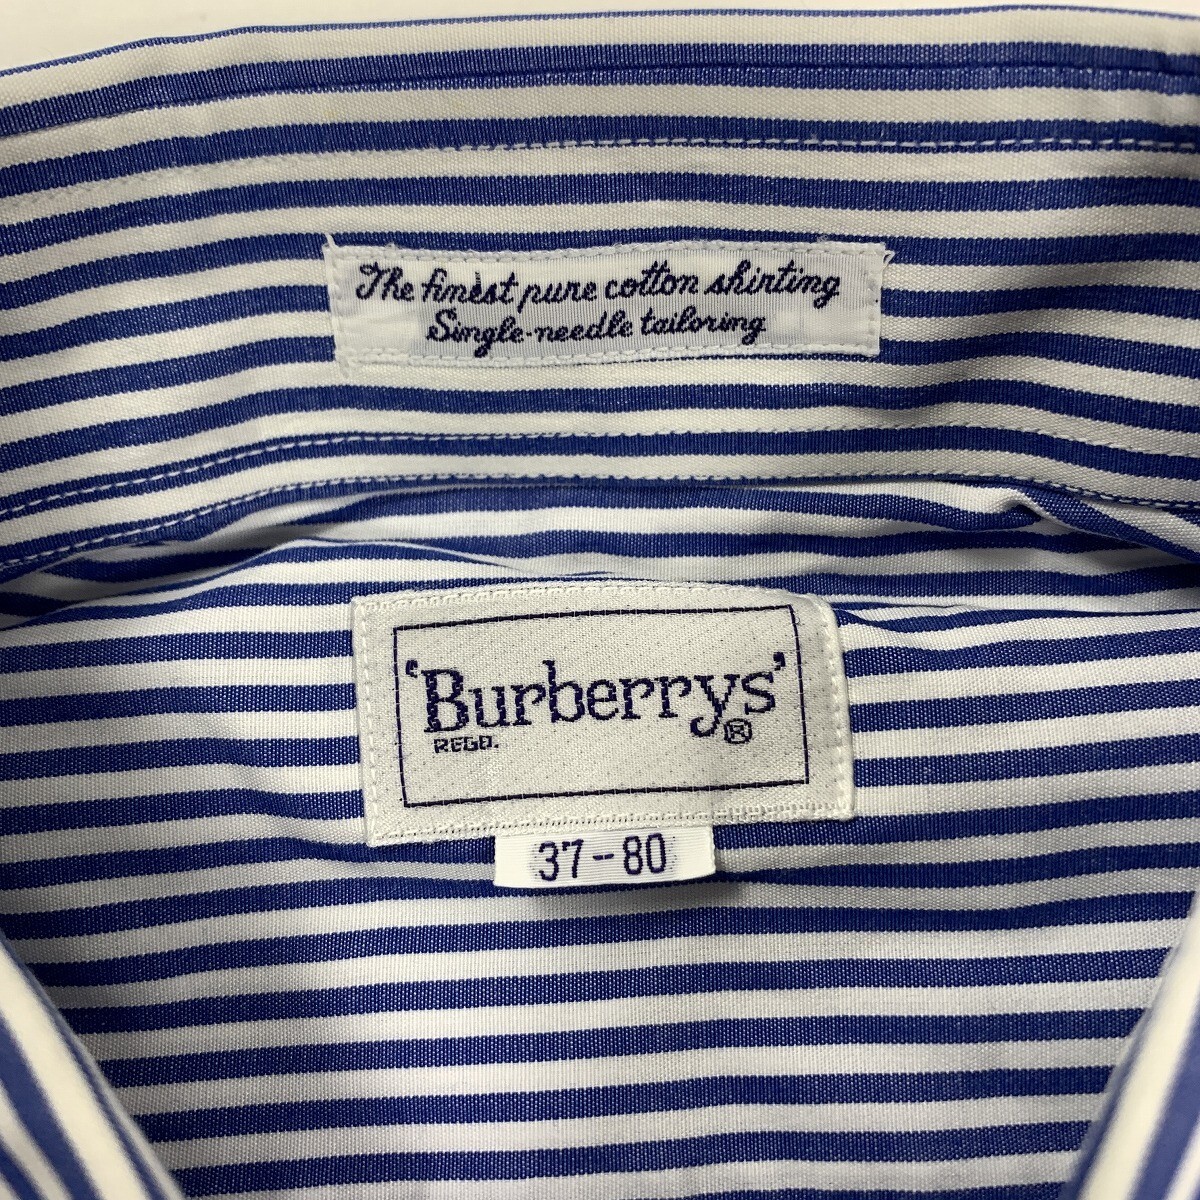 The finest pure cotton shirting
Single-needle tailoring
'Burberrys'
REGD. ®
37--80